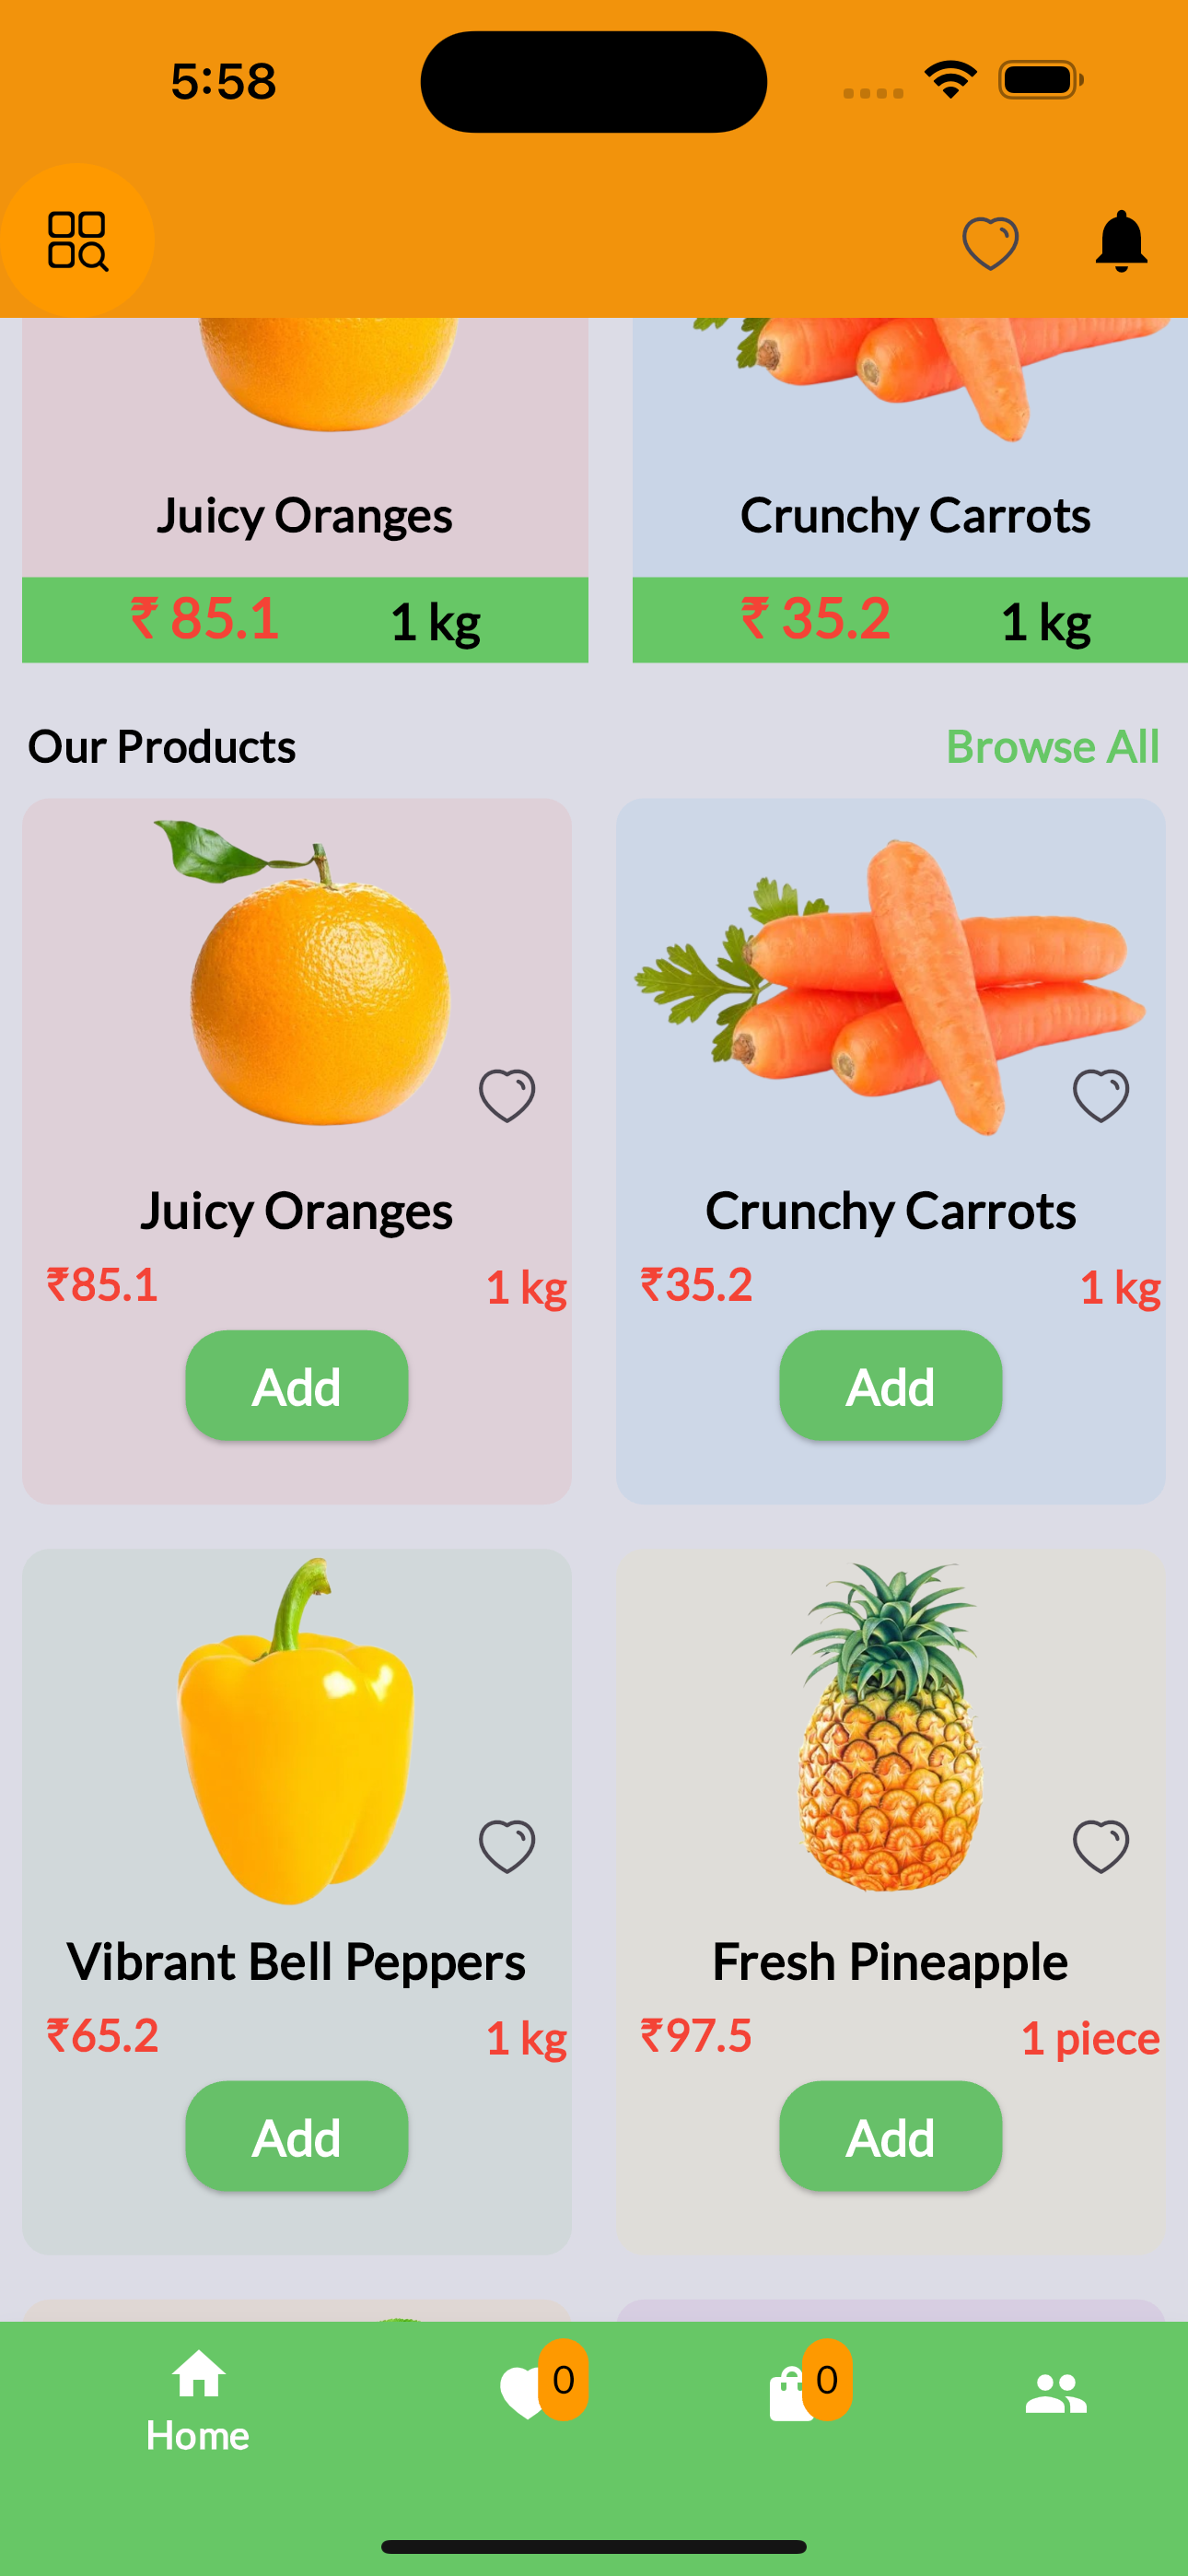 5:58
Juicy Oranges
Crunchy Carrots
₹ 85.1 1 kg
₹ 35.2 1 kg
Our Products
Browse All
Juicy Oranges
₹85.1 1 kg
Add
Crunchy Carrots
₹35.2 1 kg
Add
Vibrant Bell Peppers
₹65.2 1 kg
Add
Fresh Pineapple
₹97.5 1 piece
Add
Home
0
0